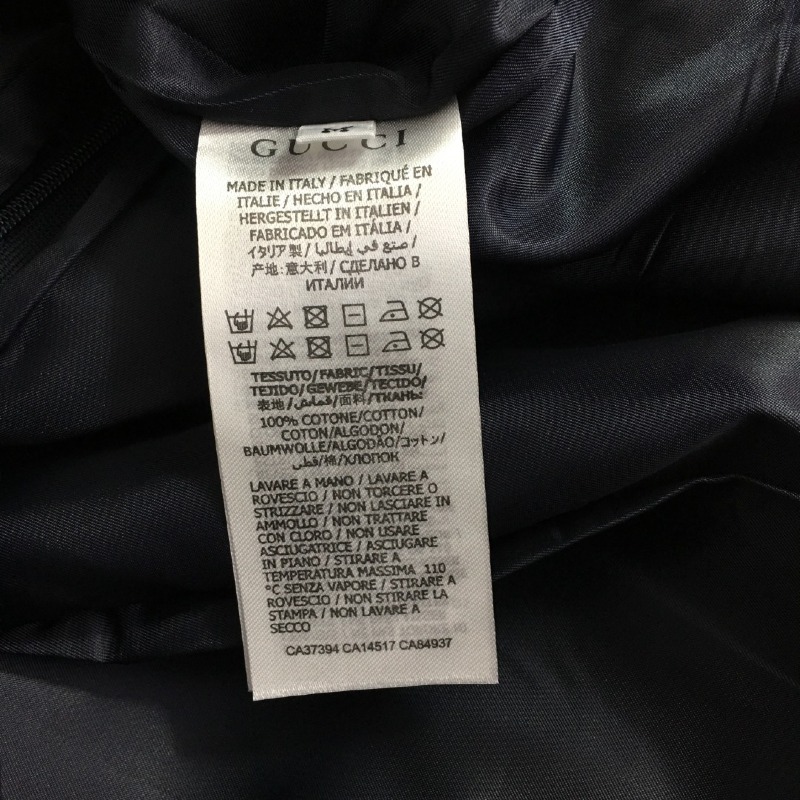 M
GUCCI
MADE IN ITALY / FABRIQUÉ EN
ITALIE / HECHO EN ITALIA /
HERGESTELLT IN ITALIEN /
FABRICADO EM ITÁLIA /
イタリア製 / صنع في إيطاليا /
产地:意大利 / СДЕЛАНО В
ИТАЛИИ
TESSUTO/FABRIC/TISSU/
TEJIDO/GEWEBE/TECIDO/
表地/قماش/面料/ТКАНЬ:
100% COTONE/COTTON/
COTON/ALGODON/
BAUMWOLLE/ALGODÃO/コットン/
قطن/棉/ХЛОПОК
LAVARE A MANO / LAVARE A
ROVESCIO / NON TORCERE O
STRIZZARE / NON LASCIARE IN
AMMOLLO / NON TRATTARE
CON CLORO / NON USARE
ASCIUGATRICE / ASCIUGARE
IN PIANO / STIRARE A
TEMPERATURA MASSIMA 110
°C SENZA VAPORE / STIRARE A
ROVESCIO / NON STIRARE LA
STAMPA / NON LAVARE A
SECCO
CA37394 CA14517 CA84937